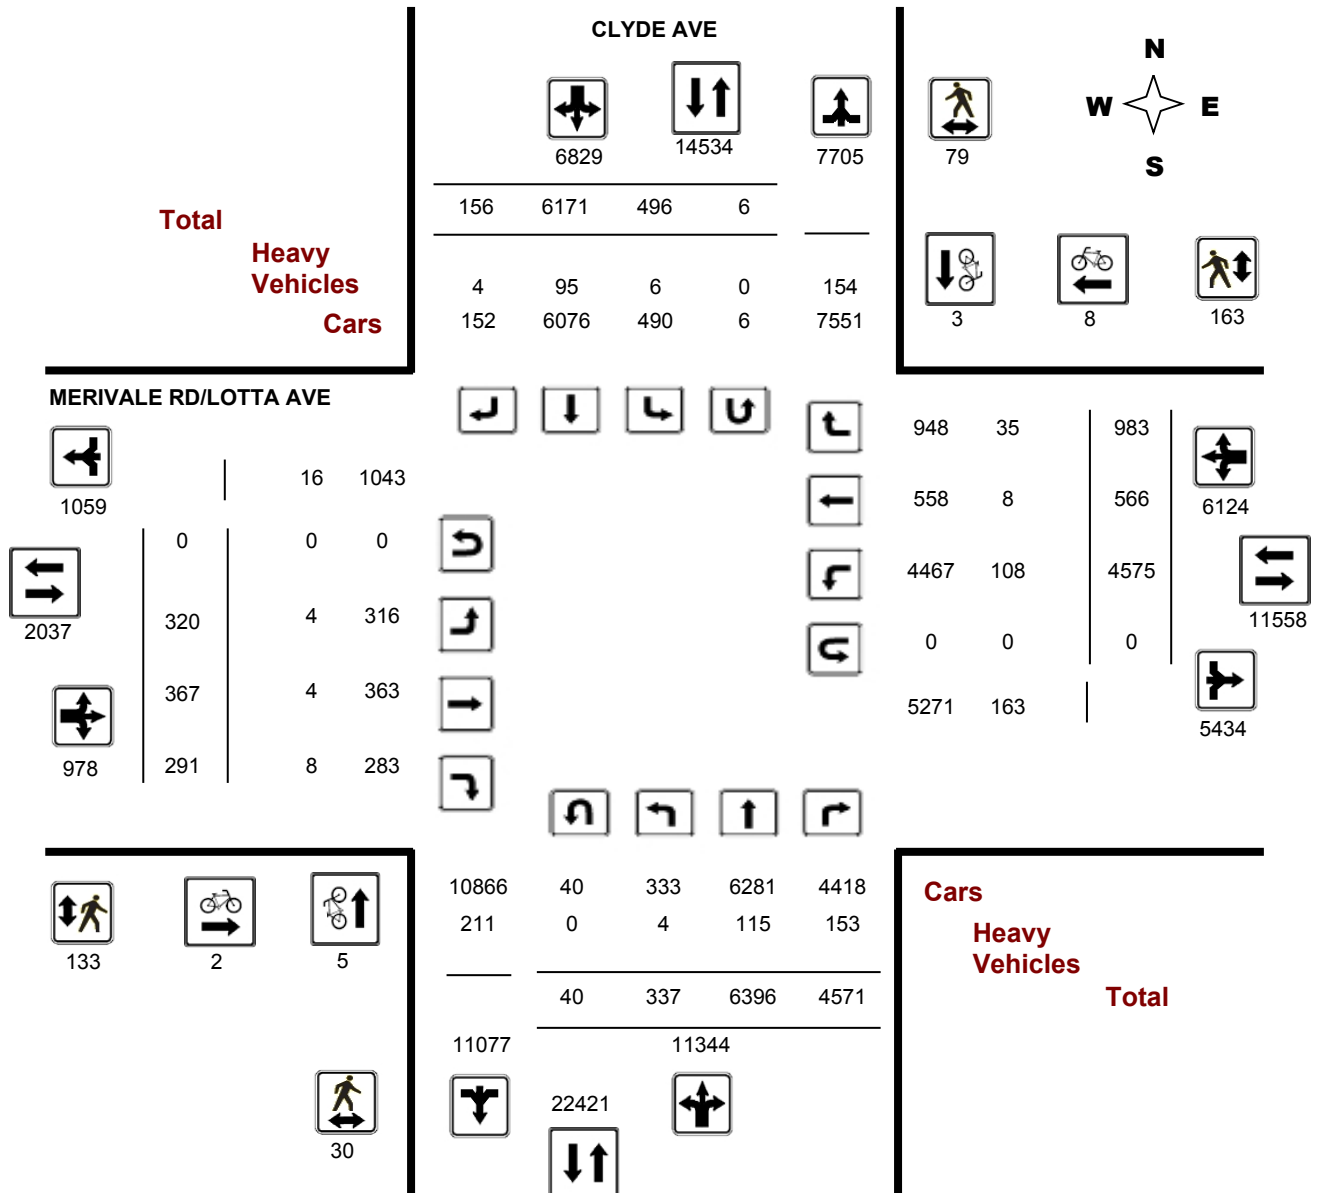 CLYDE AVE
N
W E
S
6829 14534 7705 79
156 6171 496 6
Total
Heavy
Vehicles
Cars
4 95 6 0 154
152 6076 490 6 7551
3 8 163
MERIVALE RD/LOTTA AVE
1059
16 1043
0 0 0
2037
320 4 316
367 4 363
978
291 8 283
948 35 983
558 8 566
6124
4467 108 4575
11558
0 0 0
5271 163
5434
10866 40 333 6281 4418
211 0 4 115 153
40 337 6396 4571
11077 11344
22421
133 2 5
30
Cars
Heavy
Vehicles
Total